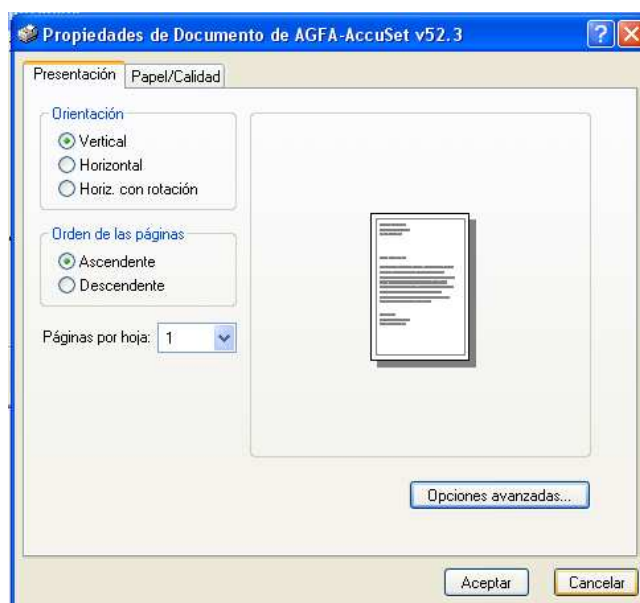 Propiedades de Documento de AGFA-AccuSet v52.3
Presentación Papel/Calidad
Orientación
Vertical
Horizontal
Horiz. con rotación
Orden de las páginas
Ascendente
Descendente
Páginas por hoja: 1
Opciones avanzadas...
Aceptar Cancelar